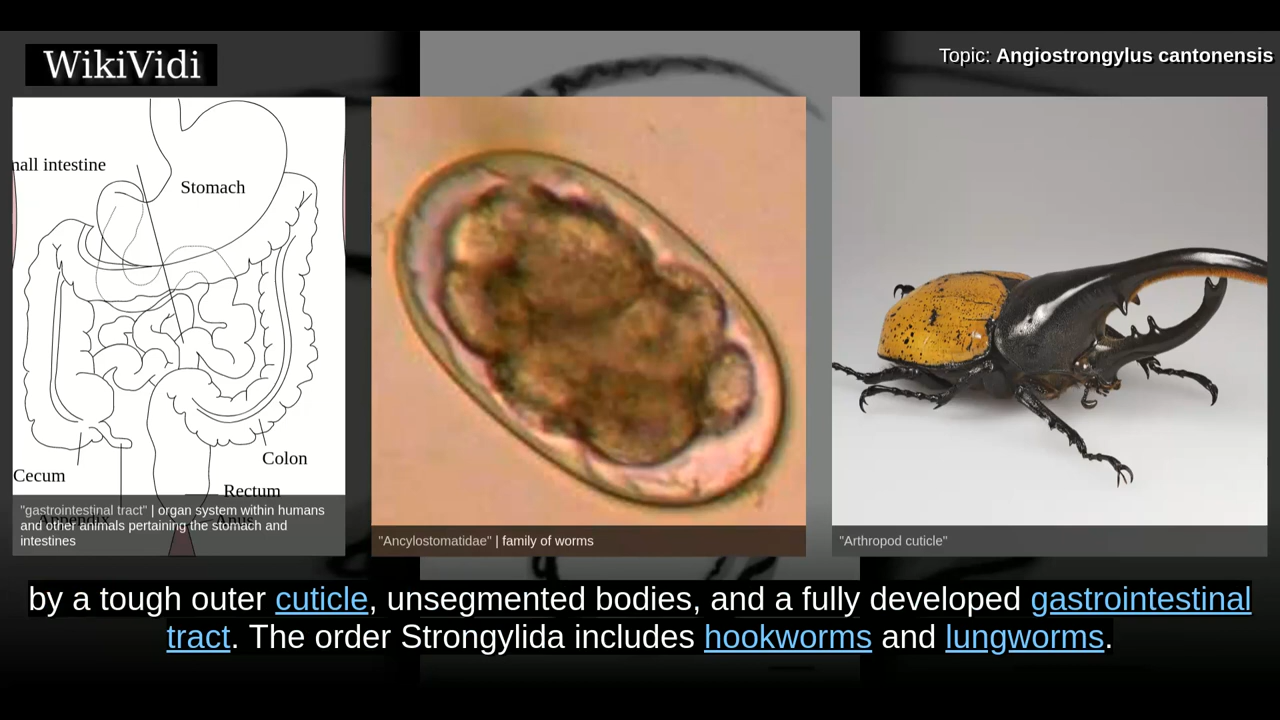 WikiVidi
Topic: Angiostrongylus cantonensis
nall intestine
Stomach
Colon
Cecum
Rectum
Appendix
Anus
"gastrointestinal tract" | organ system within humans
and other animals pertaining the stomach and
intestines
"Ancylostomatidae" | family of worms
"Arthropod cuticle"
by a tough outer cuticle, unsegmented bodies, and a fully developed gastrointestinal
tract. The order Strongylida includes hookworms and lungworms.